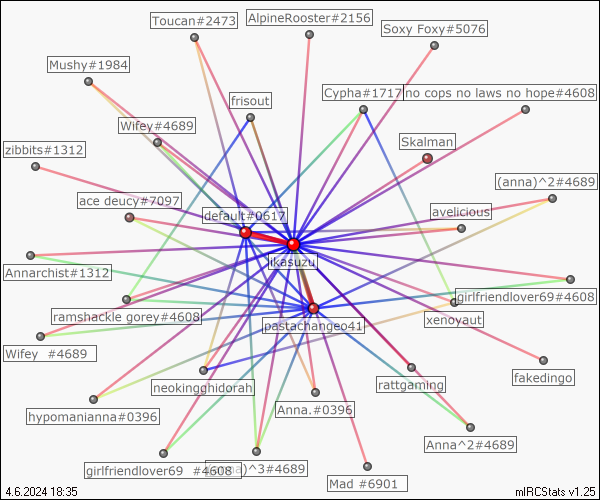 Toucan#2473
AlpineRooster#2156
Soxy Foxy#5076
Mushy#1984
Cypha#1717
no cops no laws no hope#4608
frisout
Wifey#4689
Skalman
zibbits#1312
(anna)^2#4689
ace deucy#7097
default#0617
avelicious
ikasuzu
Annarchist#1312
girlfriendlover69#4608
ramshackle gorey#4608
pastachangeo41
xenoyaut
Wifey #4689
fakedingo
neokingghidorah
rattgaming
hypomanianna#0396
Anna.#0396
Anna^2#4689
girlfriendlover69 #4608
)^3#4689
Mad #6901
4.6.2024 18:35
mIRCStats v1.25